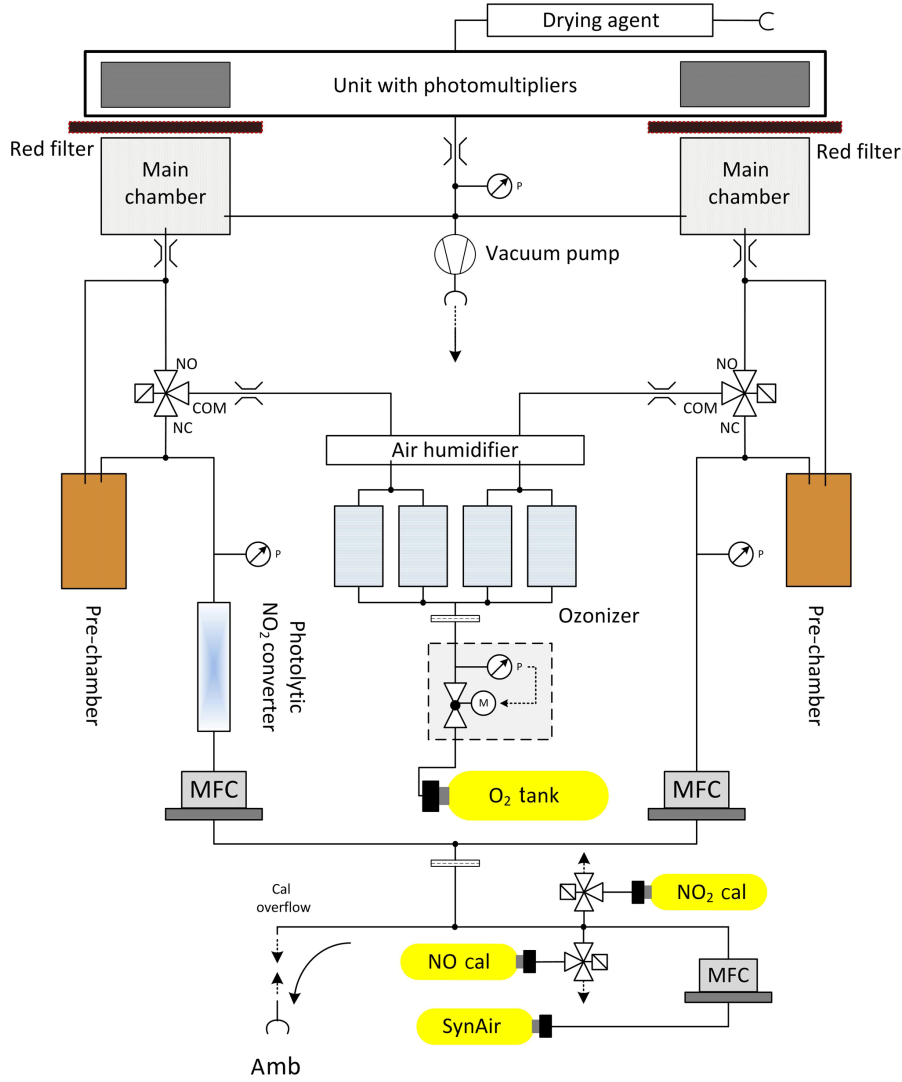 Drying agent
Unit with photomultipliers
Red filter
Red filter
Main
chamber
Main
chamber
P
Vacuum pump
NO
COM
NC
NO
COM
NC
Air humidifier
P
P
Ozonizer
Pre-chamber
Photolytic
NO₂ converter
Pre-chamber
P
M
MFC
O₂ tank
MFC
Cal
overflow
NO₂ cal
NO cal
MFC
SynAir
Amb